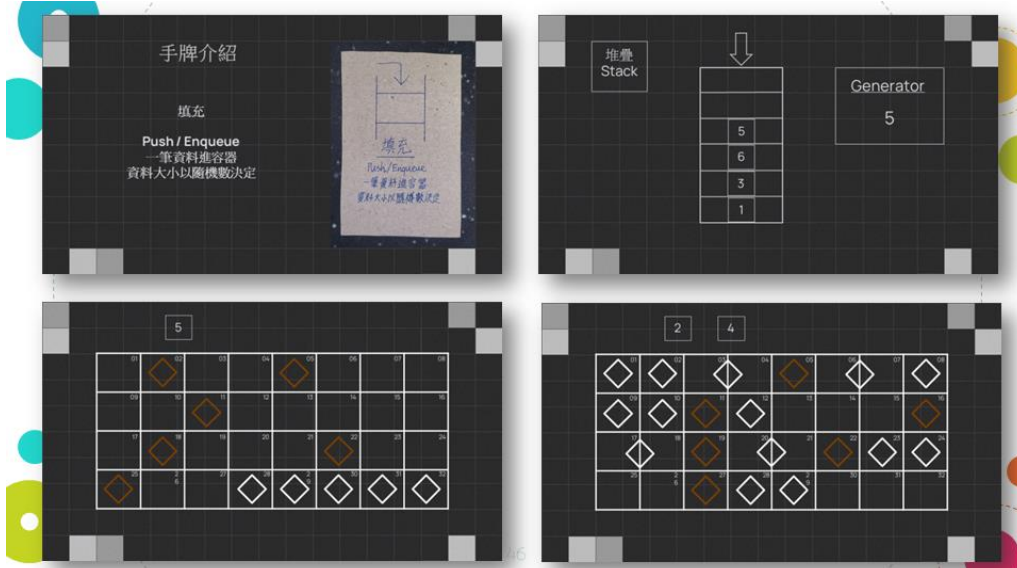 手牌介紹
填充
Push / Enqueue
一筆資料進容器
資料大小以隨機數決定
填充
Push/Enqueue
一筆資料進容器
資料大小以隨機數決定
堆疊
Stack
5
6
3
1
Generator
5
5
01 02 03 04 05 06 07 08
09 10 11 12 13 14 15 16
17 18 19 20 21 22 23 24
25 26 27 28 29 30 31 32
2 4
01 02 03 04 05 06 07 08
09 10 11 12 13 14 15 16
17 18 19 20 21 22 23 24
25 26 27 28 29 30 31 32
46